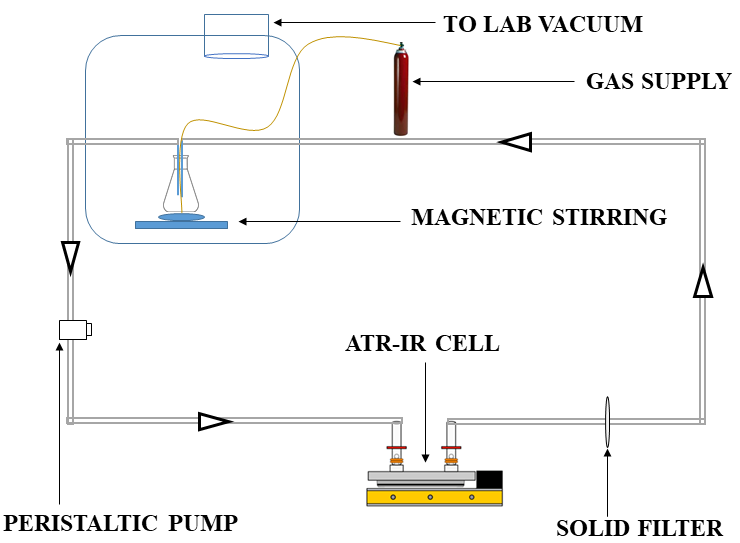 TO LAB VACUUM
GAS SUPPLY
MAGNETIC STIRRING
ATR-IR CELL
PERISTALTIC PUMP
SOLID FILTER